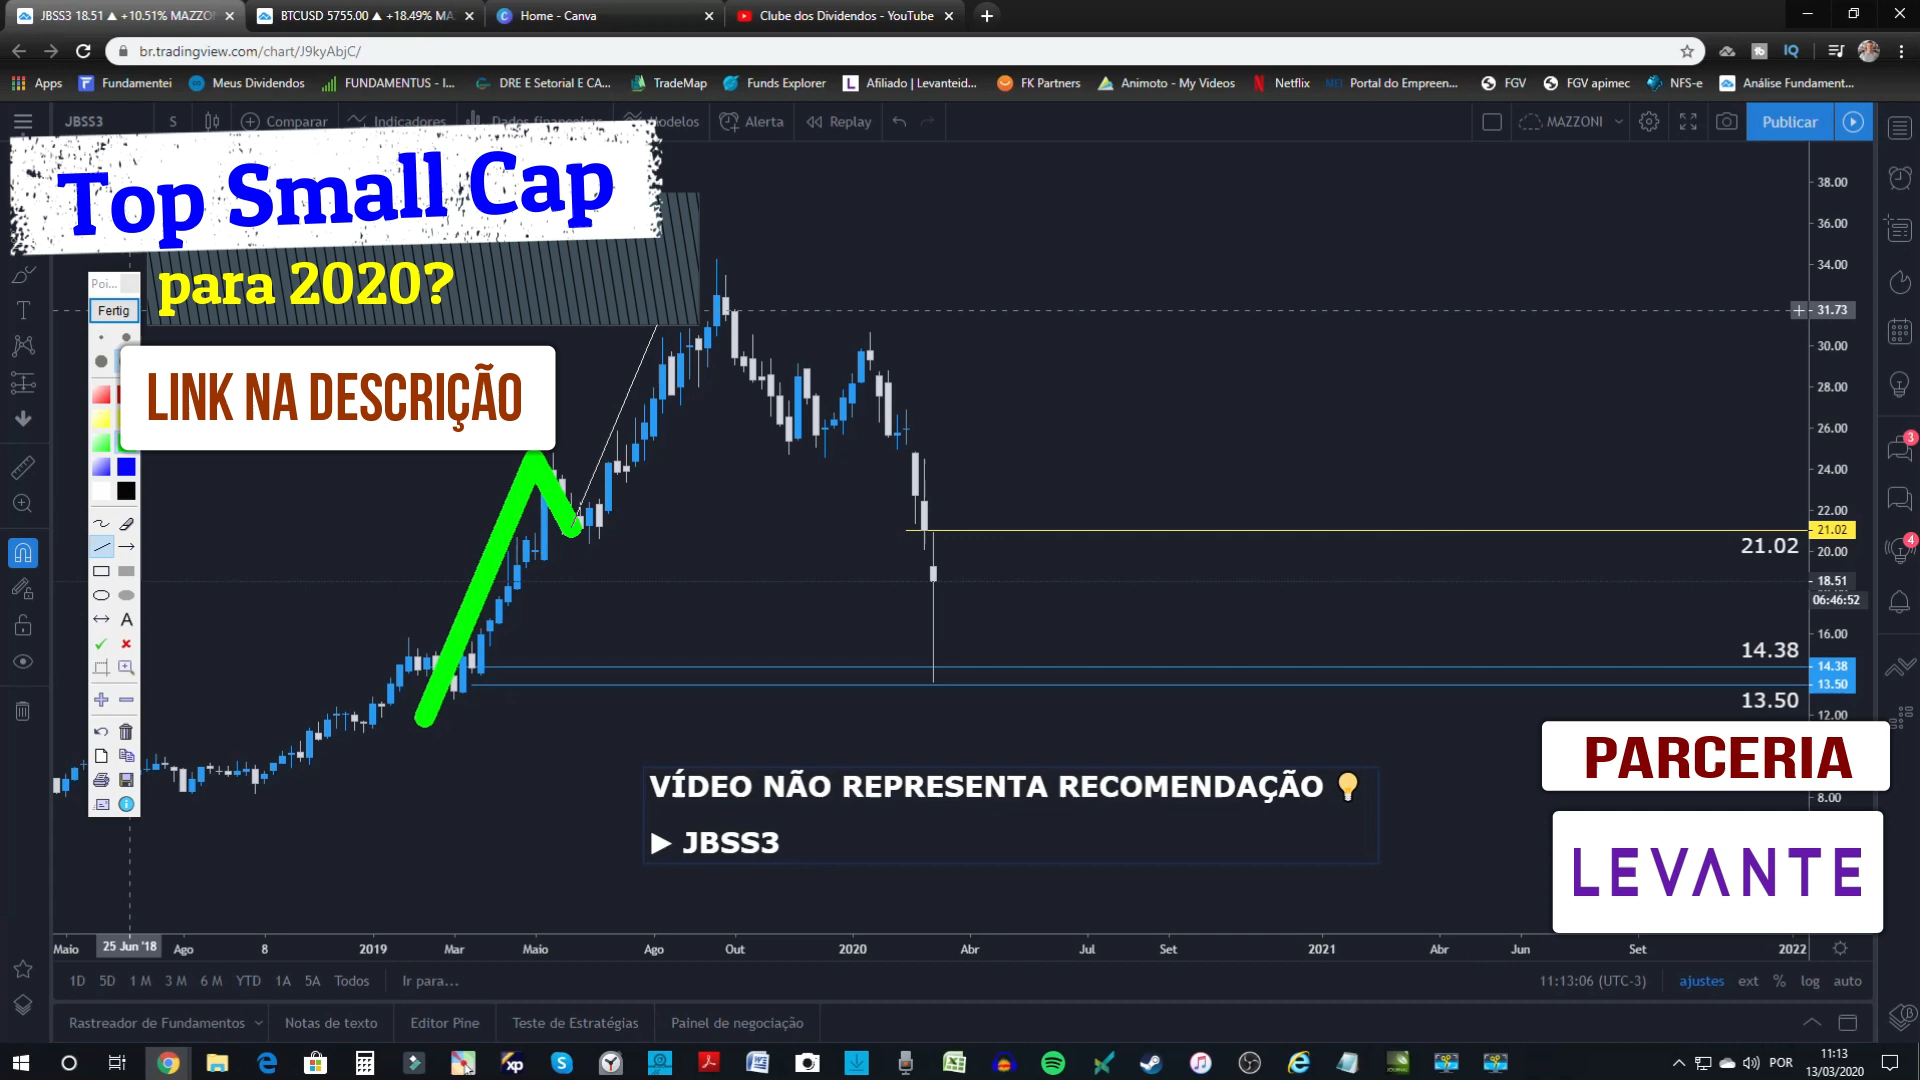 JBSS3 18.51 ▲ +10.51% MAZZO
BTCUSD 5755.00 ▲ +18.49% MA
Home - Canva
Clube dos Dividendos - YouTube
br.tradingview.com/chart/J9kyAbjC/
Apps
Fundamentei
Meus Dividendos
FUNDAMENTUS - I...
DRE E Setorial E CA...
TradeMap
Funds Explorer
Afiliado | Levanteid...
FK Partners
Animoto - My Videos
Netflix
Portal do Empreen...
FGV
FGV apimec
NFS-e
Análise Fundament...
JBSS3
S
Comparar
Indicadores
Dados financeiros
Modelos
Alerta
Replay
MAZZONI
Publicar
Top Small Cap
para 2020?
Poi...
Fertig
LINK NA DESCRIÇÃO
38.00
36.00
34.00
31.73
30.00
28.00
26.00
24.00
22.00
21.02
21.02
20.00
18.51
06:46:52
16.00
14.38
14.38
13.50
13.50
12.00
8.00
3
4
A
PARCERIA
LEVANTE
VÍDEO NÃO REPRESENTA RECOMENDAÇÃO
► JBSS3
Maio
25 Jun '18
Ago
8
2019
Mar
Maio
Ago
Out
2020
Abr
Jul
Set
2021
Abr
Jun
Set
2022
1D 5D 1 M 3 M 6 M YTD 1A 5A Todos
Ir para...
11:13:06 (UTC-3)
ajustes ext % log auto
Rastreador de Fundamentos
Notas de texto
Editor Pine
Teste de Estratégias
Painel de negociação
xp
POR
11:13
13/03/2020